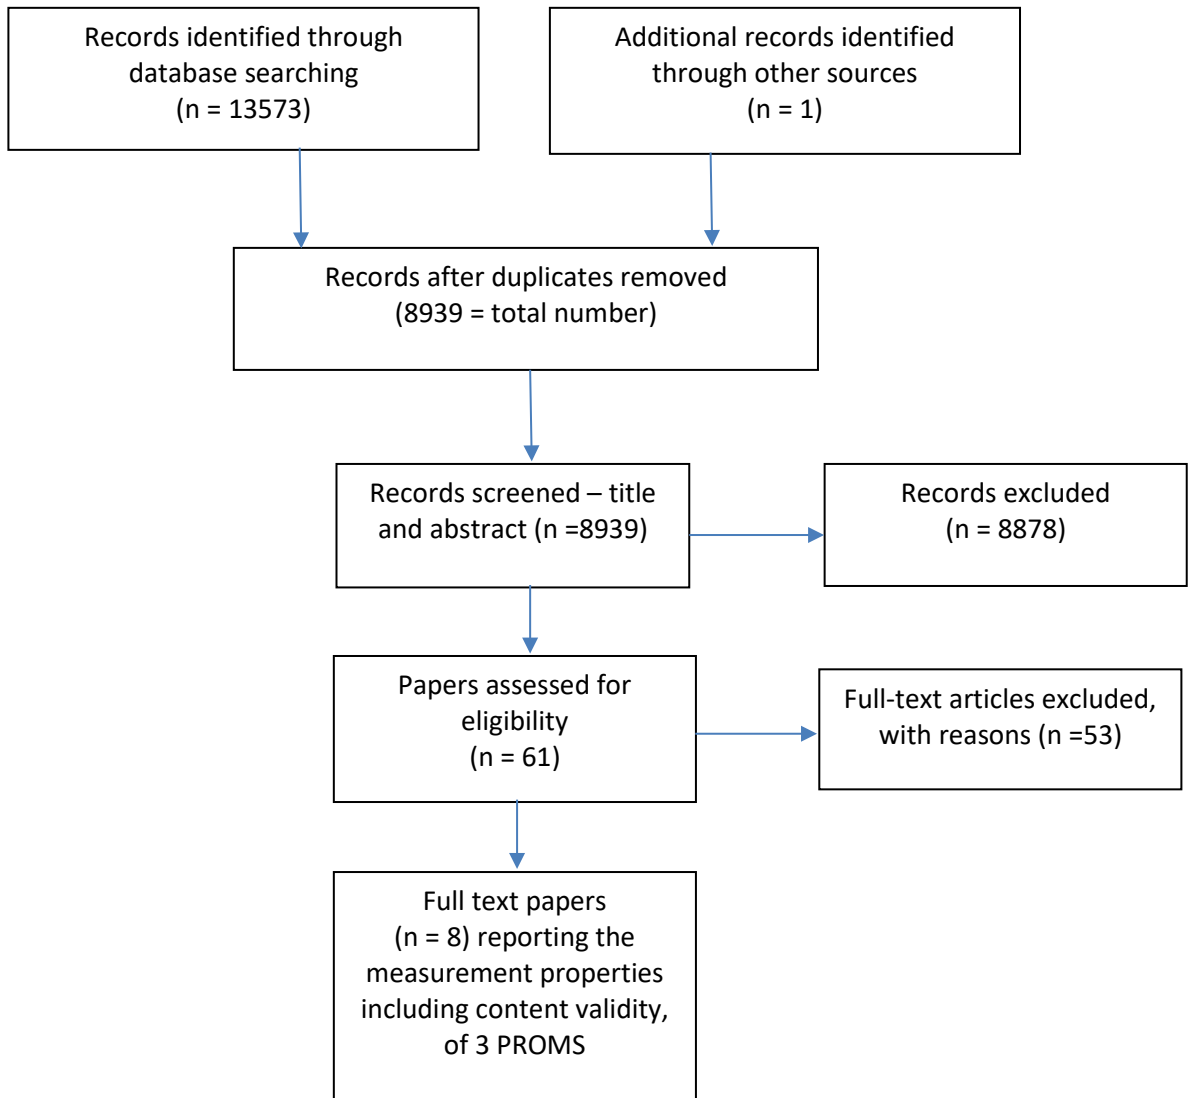 Records identified through
database searching
(n = 13573)
Additional records identified
through other sources
(n = 1)
Records after duplicates removed
(8939 = total number)
Records screened – title
and abstract (n =8939)
Records excluded
(n = 8878)
Papers assessed for
eligibility
(n = 61)
Full-text articles excluded,
with reasons (n =53)
Full text papers
(n = 8) reporting the
measurement properties
including content validity,
of 3 PROMS